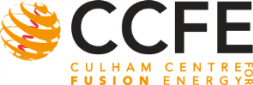 CCFE
CULHAM CENTRE FOR
FUSION ENERGY